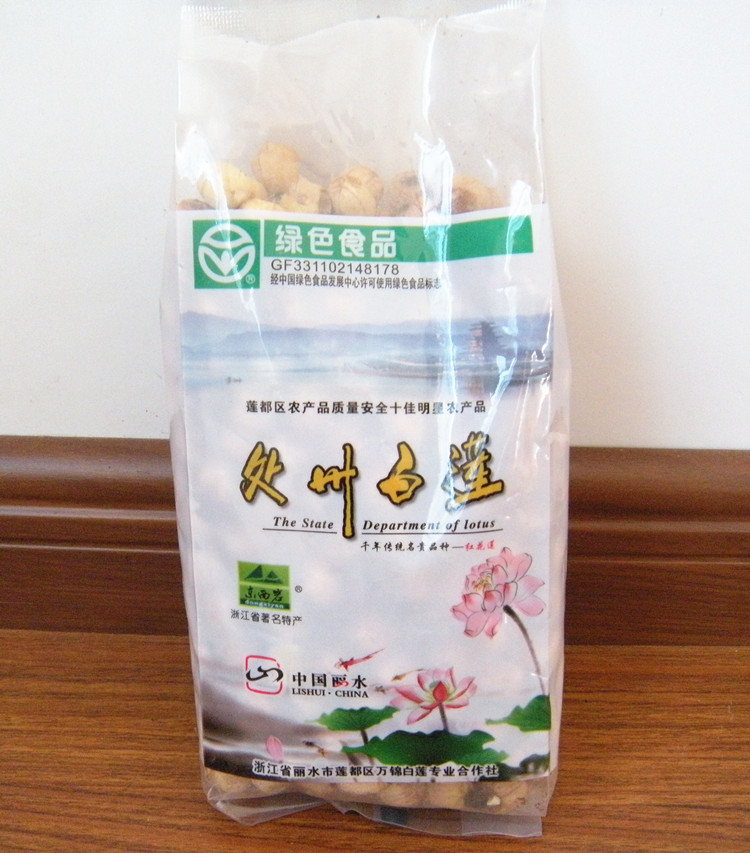 绿色食品
GF331102148178
经中国绿色食品发展中心许可使用绿色食品标志
®
莲都区农产品质量安全十佳明星农产品
处州白莲
The State Department of lotus
千年传统名贵品种—红花莲
东西岩
®
浙江省著名特产
中国丽水
LISHUI·CHINA
浙江省丽水市莲都区万锦白莲专业合作社